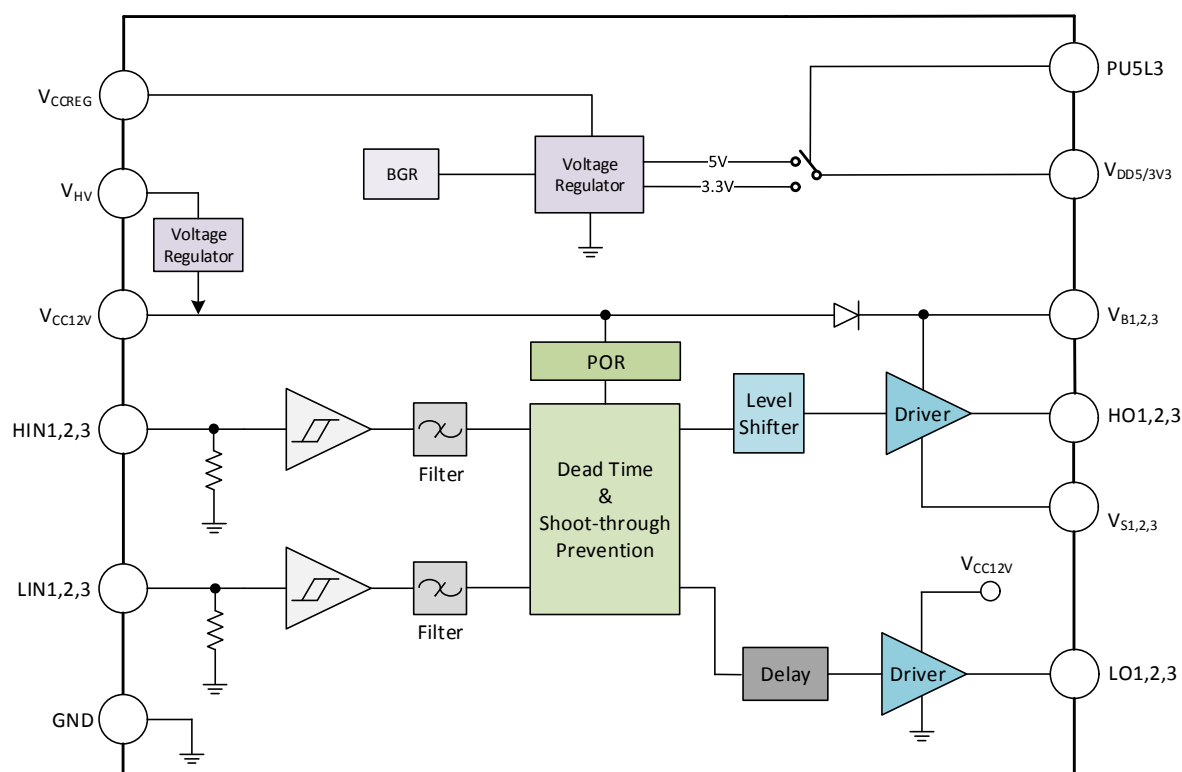 PU5L3
VCCREG
Voltage
Regulator
BGR
5V
3.3V
VDD5/3V3
VHV
Voltage
Regulator
VCC12V
VB1,2,3
POR
HIN1,2,3
Filter
Dead Time
&
Shoot-through
Prevention
Level
Shifter
Driver
HO1,2,3
VS1,2,3
LIN1,2,3
Filter
VCC12V
Delay
Driver
LO1,2,3
GND